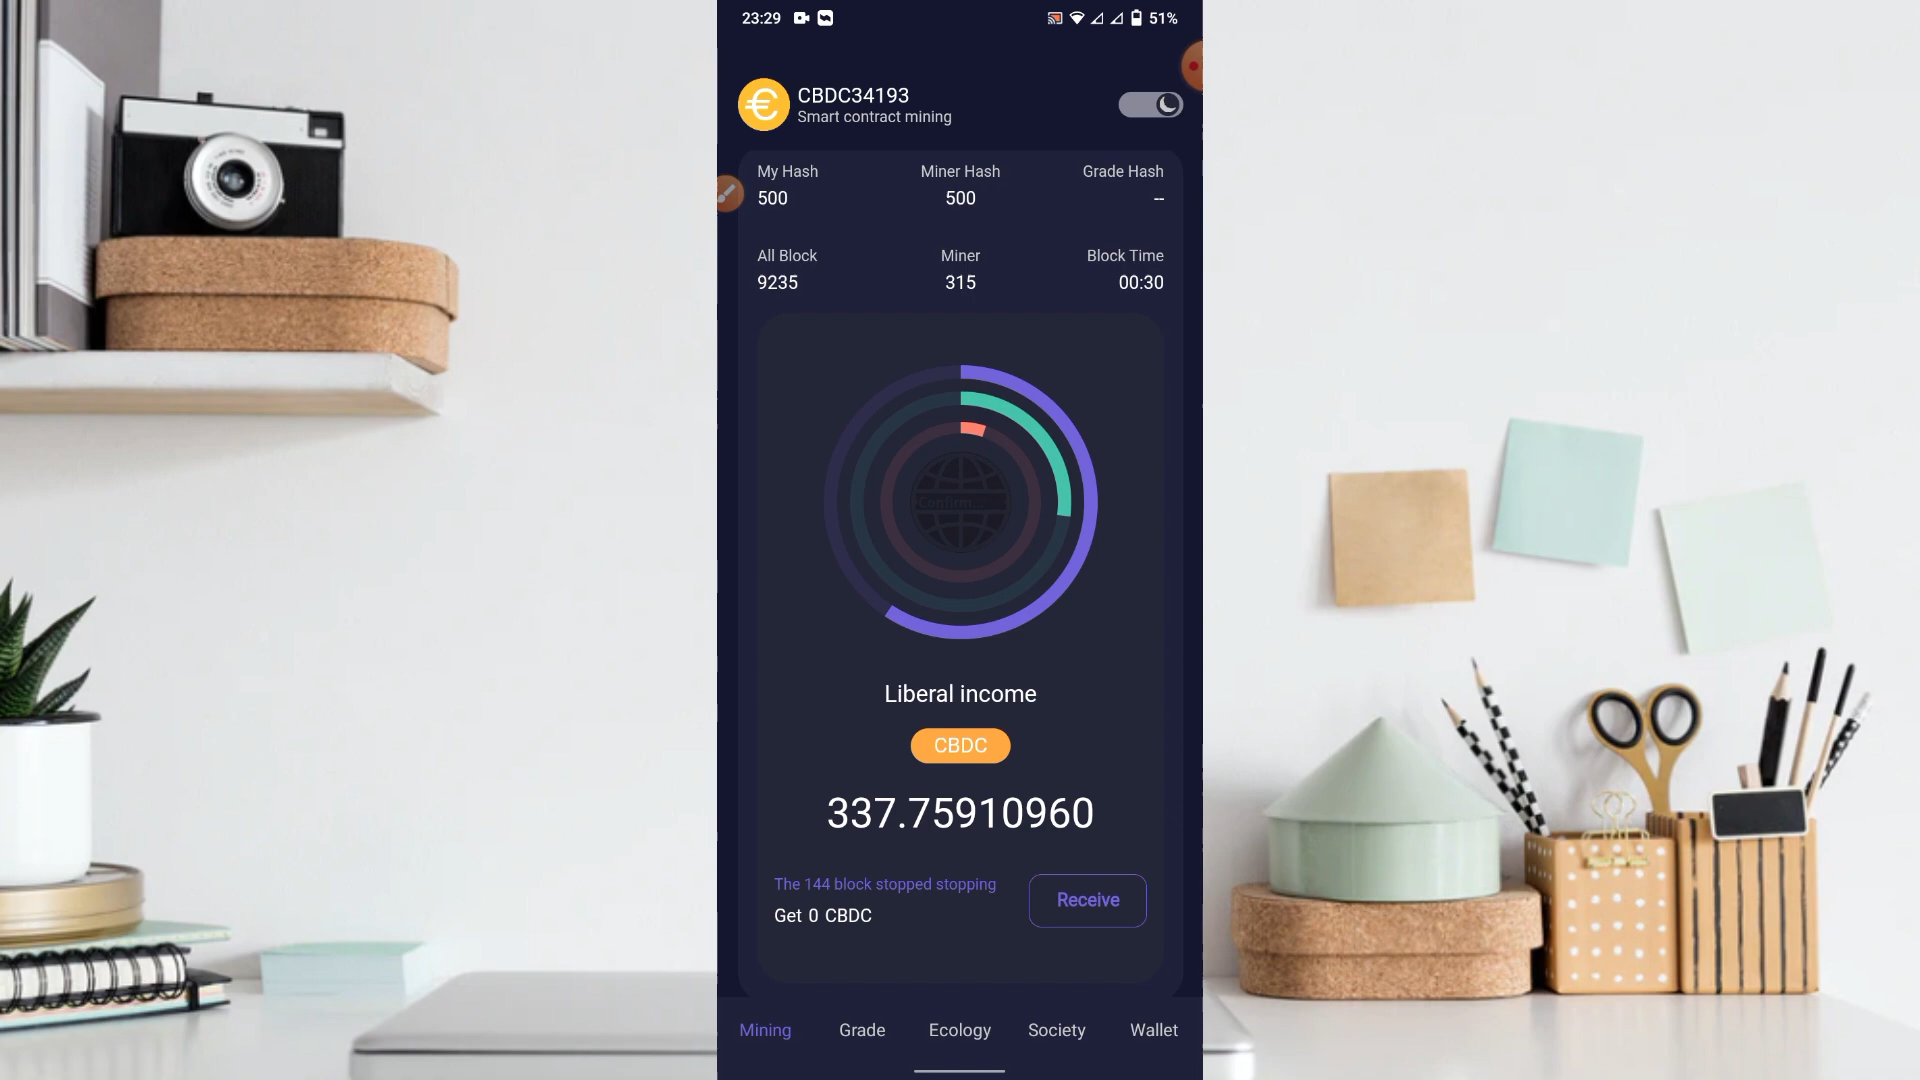 23:29
51%
CBDC34193
Smart contract mining
My Hash
Miner Hash
Grade Hash
500
500
--
All Block
Miner
Block Time
9235
315
00:30
Liberal income
CBDC
337.75910960
The 144 block stopped stopping
Get 0 CBDC
Receive
Mining
Grade
Ecology
Society
Wallet